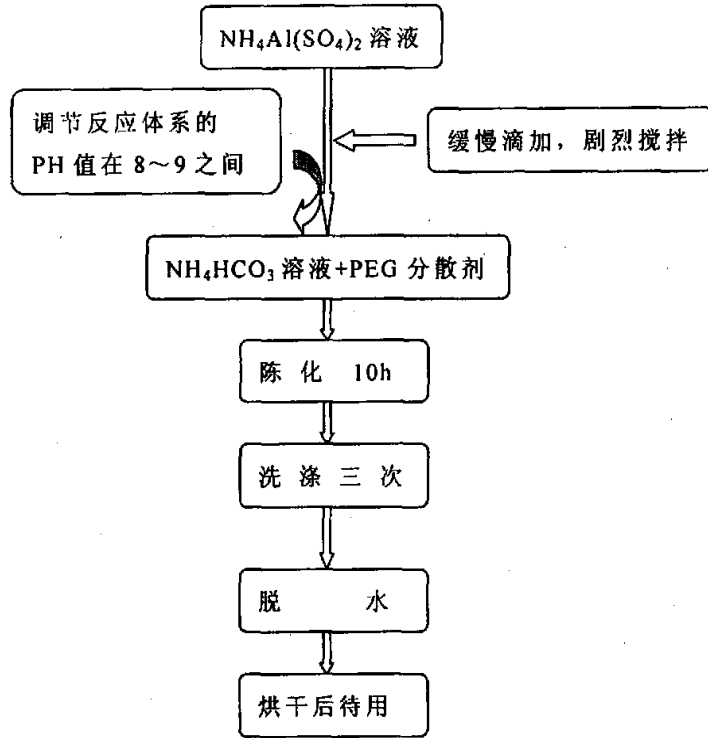 NH₄Al(SO₄)₂ 溶液
调节反应体系的
PH 值在 8～9 之间
缓慢滴加，剧烈搅拌
NH₄HCO₃ 溶液+PEG 分散剂
陈 化 10h
洗 涤 三 次
脱 水
烘干后待用